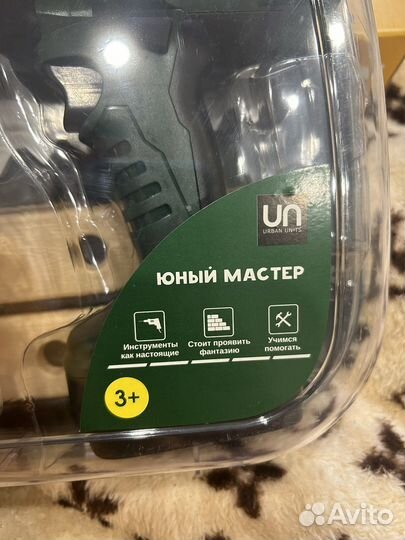 un
URBAN UNITS
ЮНЫЙ МАСТЕР
Инструменты
как настоящие
Стоит проявить
фантазию
Учимся
помогать
3+
Avito